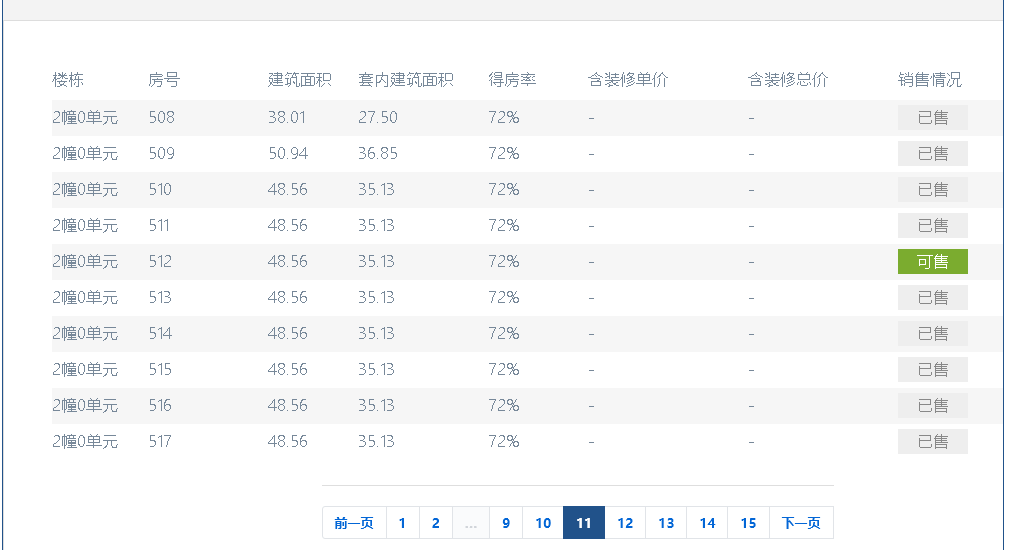 楼栋 房号 建筑面积 套内建筑面积 得房率 含装修单价 含装修总价 销售情况
2幢0单元 508 38.01 27.50 72% - - 已售
2幢0单元 509 50.94 36.85 72% - - 已售
2幢0单元 510 48.56 35.13 72% - - 已售
2幢0单元 511 48.56 35.13 72% - - 已售
2幢0单元 512 48.56 35.13 72% - - 可售
2幢0单元 513 48.56 35.13 72% - - 已售
2幢0单元 514 48.56 35.13 72% - - 已售
2幢0单元 515 48.56 35.13 72% - - 已售
2幢0单元 516 48.56 35.13 72% - - 已售
2幢0单元 517 48.56 35.13 72% - - 已售
前一页 1 2 ... 9 10 11 12 13 14 15 下一页